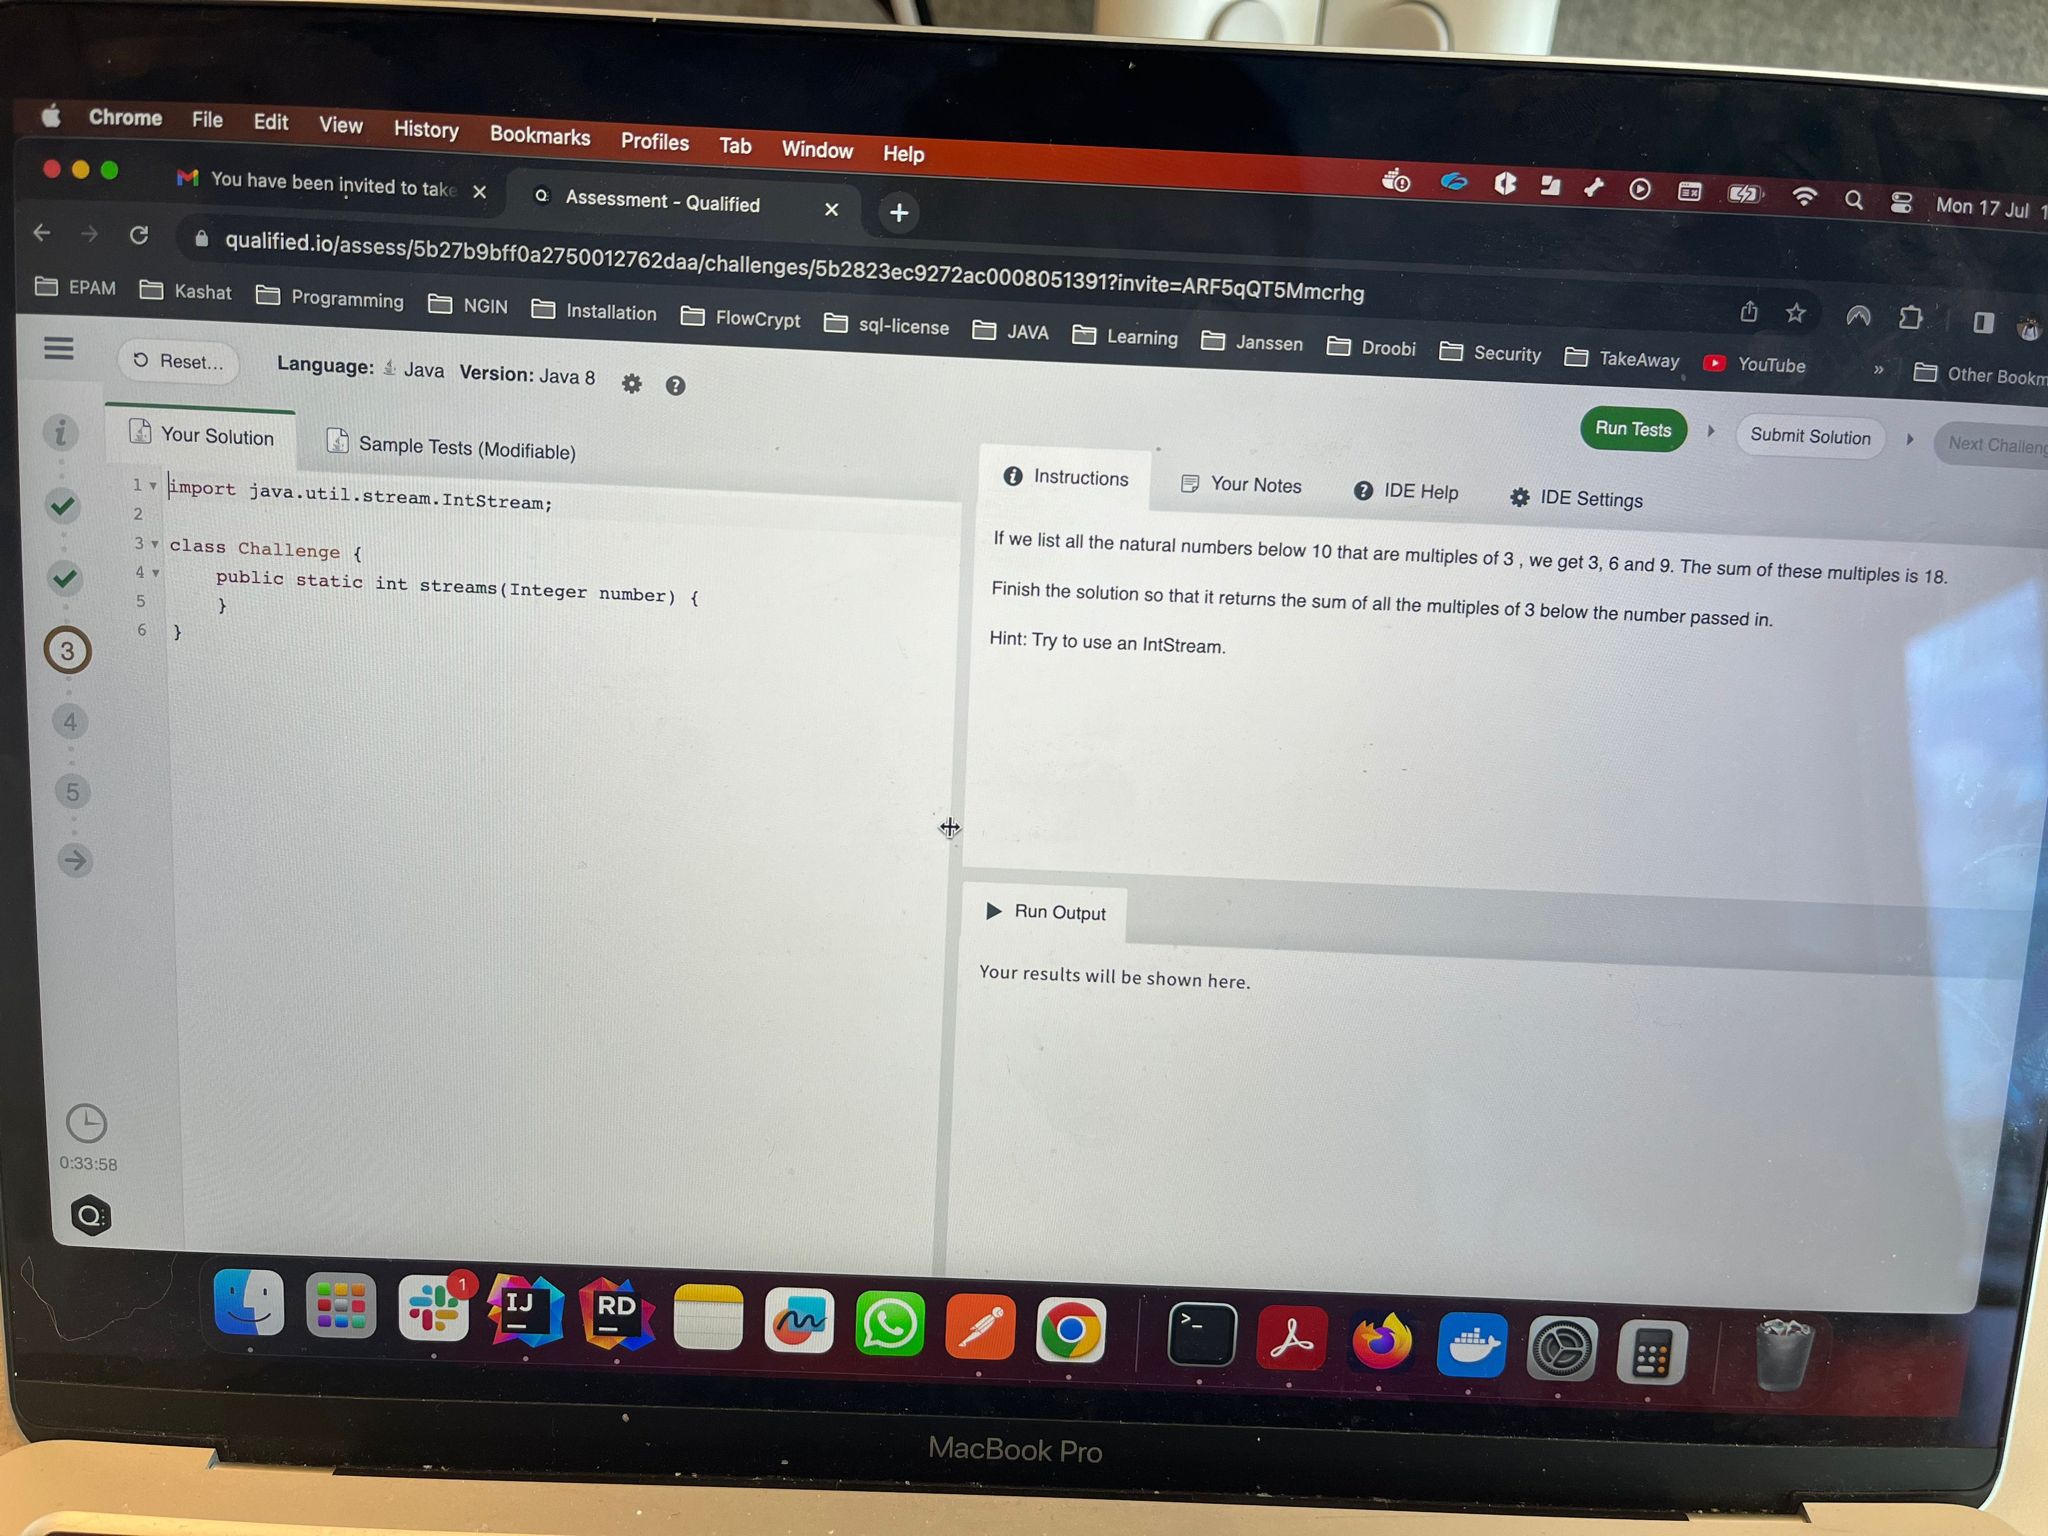 Chrome File Edit View History Bookmarks Profiles Tab Window Help
Mon 17 Jul 1
You have been invited to take
Assessment - Qualified
qualified.io/assess/5b27b9bff0a2750012762daa/challenges/5b2823ec9272ac0008051391?invite=ARF5qQT5Mmcrhg
EPAM Kashat Programming NGIN Installation FlowCrypt sql-license JAVA Learning Janssen Droobi Security TakeAway YouTube » Other Bookm
Reset... Language: Java Version: Java 8
Run Tests Submit Solution Next Challeng
Your Solution Sample Tests (Modifiable)
1 import java.util.stream.IntStream;
2
3 class Challenge {
4 public static int streams(Integer number) {
5 }
6 }
3
4
5
0:33:58
Q
Instructions Your Notes IDE Help IDE Settings
If we list all the natural numbers below 10 that are multiples of 3 , we get 3, 6 and 9. The sum of these multiples is 18.
Finish the solution so that it returns the sum of all the multiples of 3 below the number passed in.
Hint: Try to use an IntStream.
Run Output
Your results will be shown here.
1
IJ
RD
>_
MacBook Pro